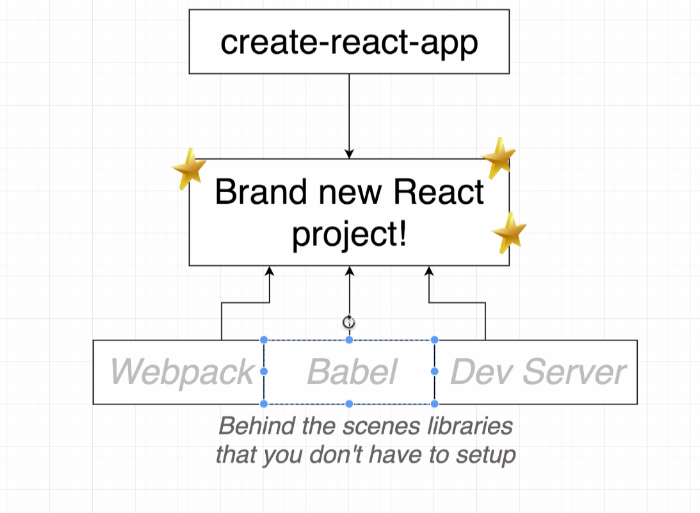 create-react-app
Brand new React
project!
Webpack
Babel
Dev Server
Behind the scenes libraries
that you don't have to setup